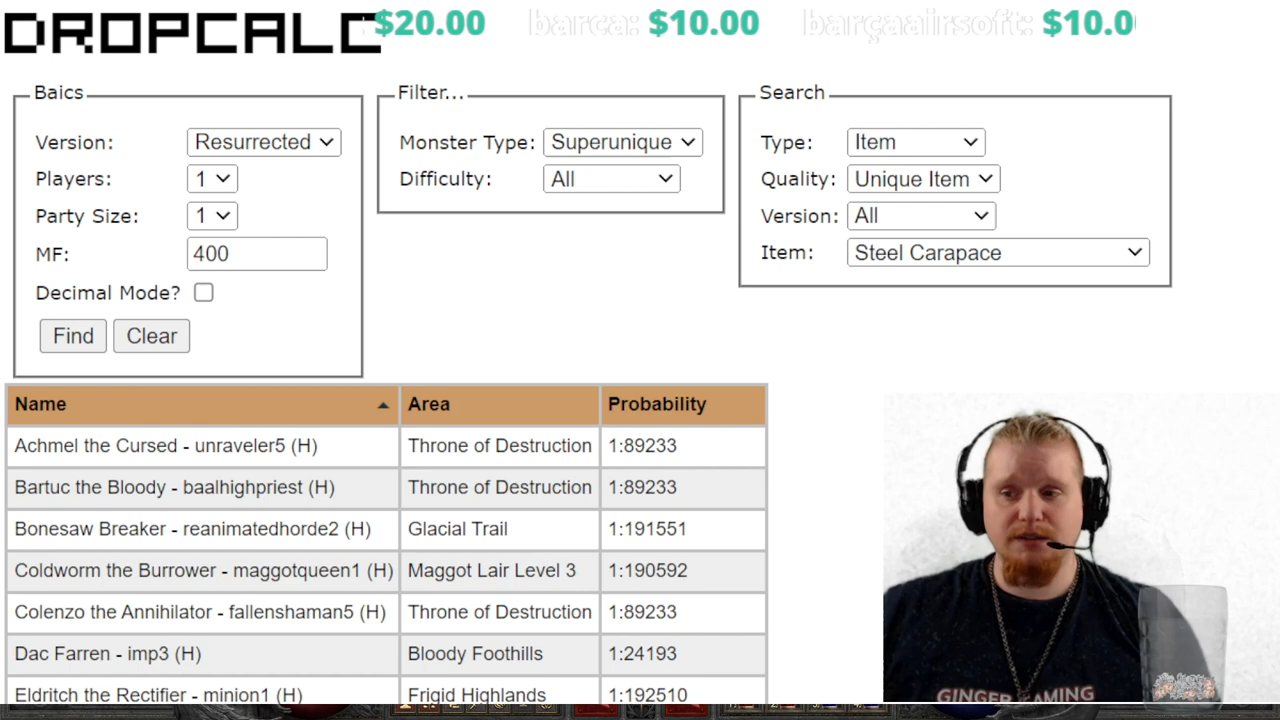 DROPCALC
$20.00 barca: $10.00 barçaairsoft: $10.0
Baics
Version: Resurrected
Players: 1
Party Size: 1
MF: 400
Decimal Mode?
Find Clear
Filter...
Monster Type: Superunique
Difficulty: All
Search
Type: Item
Quality: Unique Item
Version: All
Item: Steel Carapace
Name Area Probability
Achmel the Cursed - unraveler5 (H) Throne of Destruction 1:89233
Bartuc the Bloody - baalhighpriest (H) Throne of Destruction 1:89233
Bonesaw Breaker - reanimatedhorde2 (H) Glacial Trail 1:191551
Coldworm the Burrower - maggotqueen1 (H) Maggot Lair Level 3 1:190592
Colenzo the Annihilator - fallenshaman5 (H) Throne of Destruction 1:89233
Dac Farren - imp3 (H) Bloody Foothills 1:24193
Eldritch the Rectifier - minion1 (H) Frigid Highlands 1:192510
GINGER GAMING